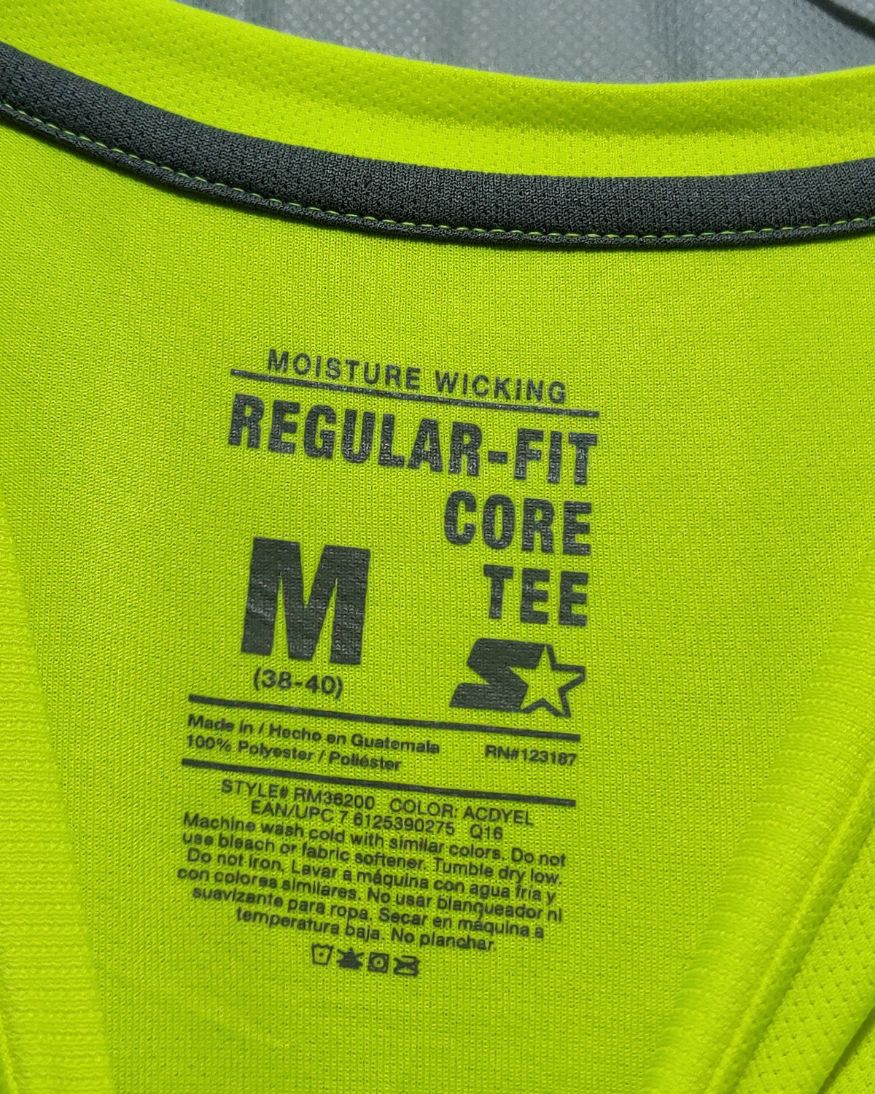 MOISTURE WICKING
REGULAR-FIT
CORE
TEE
M
(38-40)
Made in / Hecho en Guatemala
100% Polyester / Poliéster
RN#123187
STYLE# RM36200 COLOR: ACDYEL
EAN/UPC 7 6125390275 Q16
Machine wash cold with similar colors. Do not
use bleach or fabric softener. Tumble dry low.
Do not iron. Lavar a máquina con agua fría y
con colores similares. No usar blanqueador ni
suavizante para ropa. Secar en máquina a
temperatura baja. No planchar.